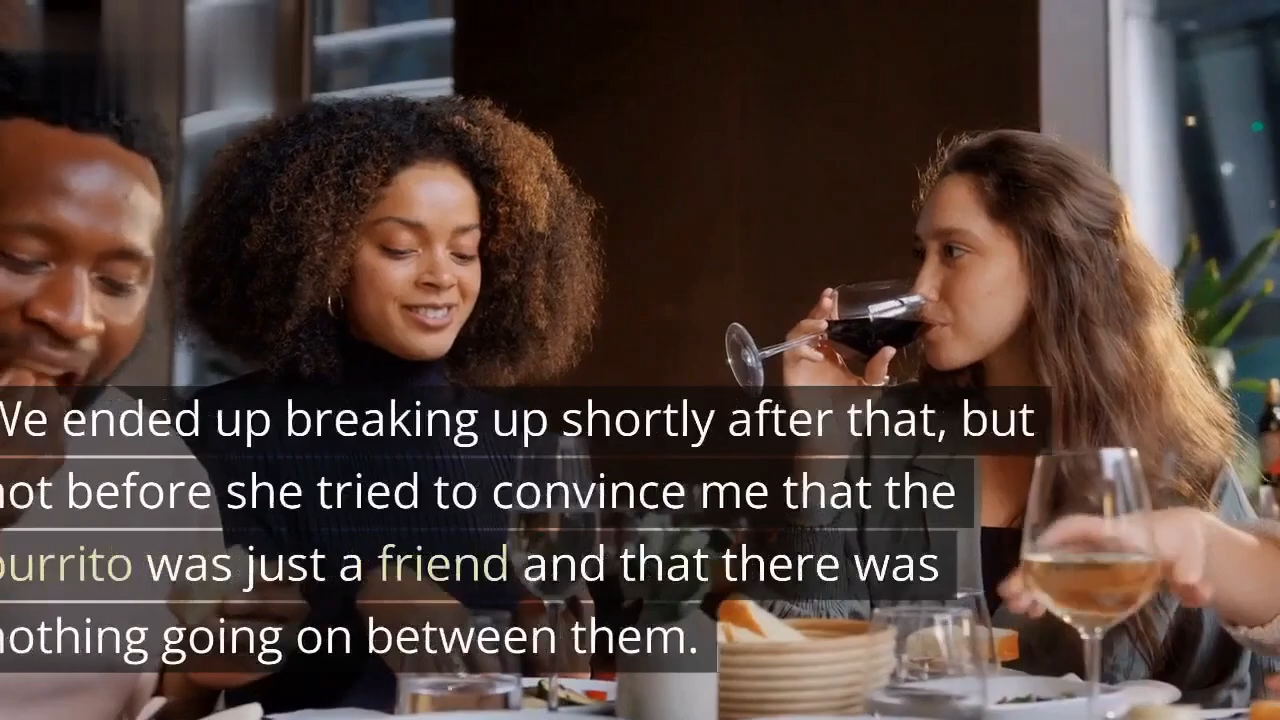 We ended up breaking up shortly after that, but
not before she tried to convince me that the
burrito was just a friend and that there was
nothing going on between them.